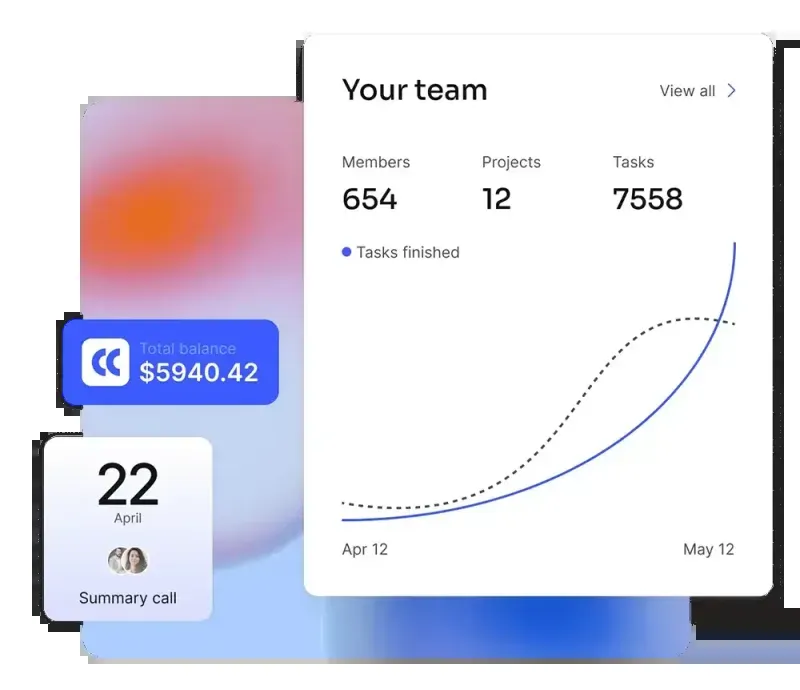 Your team
View all
Members
Projects
Tasks
654
12
7558
Tasks finished
Apr 12
May 12
Total balance
$5940.42
22
April
Summary call